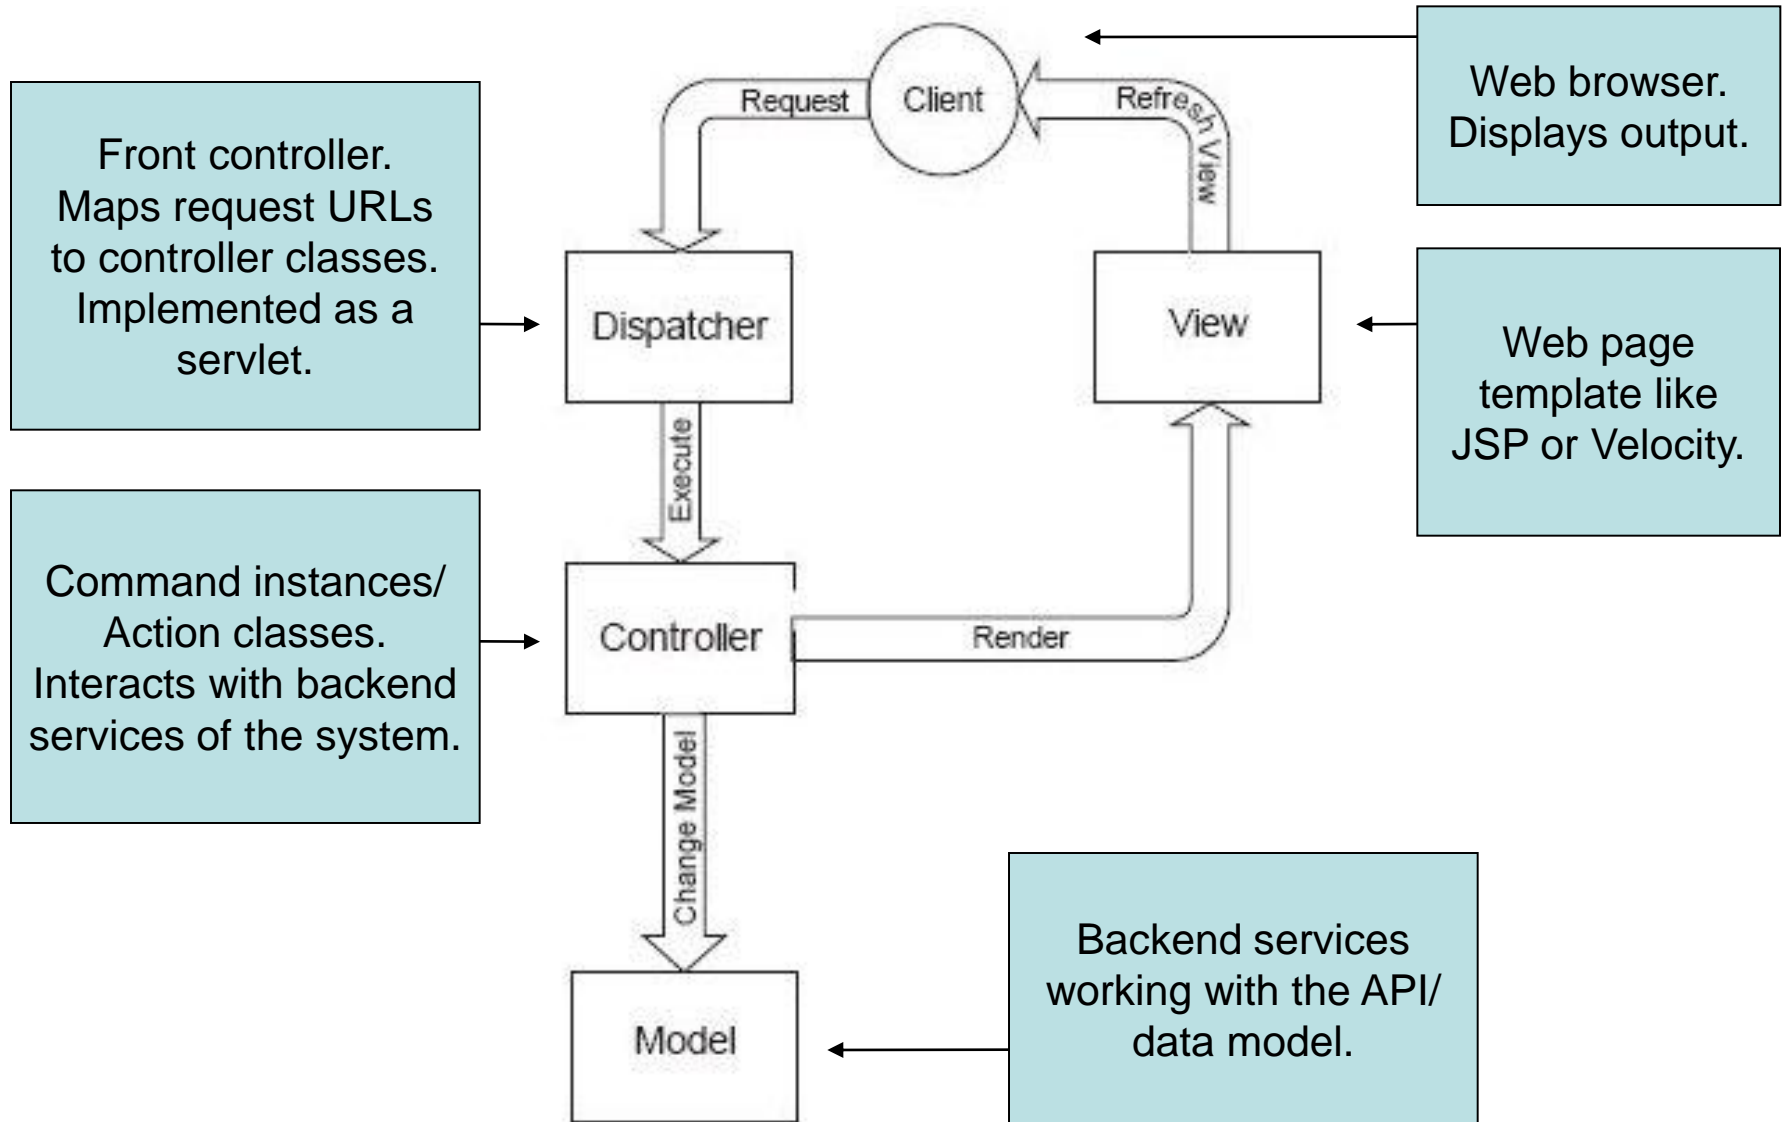 Web browser.
Displays output.
Request
Client
Refresh View
Front controller.
Maps request URLs
to controller classes.
Implemented as a
servlet.
Dispatcher
View
Web page
template like
JSP or Velocity.
Execute
Command instances/
Action classes.
Interacts with backend
services of the system.
Controller
Render
Change Model
Backend services
working with the API/
data model.
Model